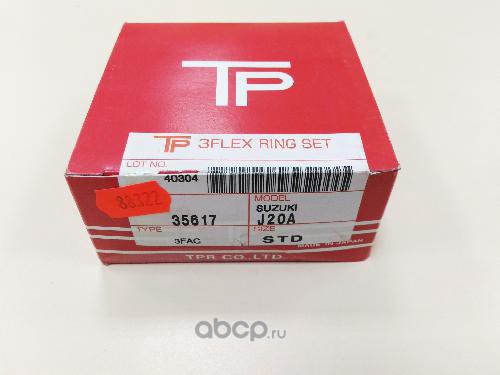 TP
TP 3FLEX RING SET
LOT NO.
40304
88322
MODEL
SUZUKI
35617
J20A
TYPE
SIZE
3FAC
STD
MADE IN JAPAN
TPR CO.,LTD.
abcp.ru